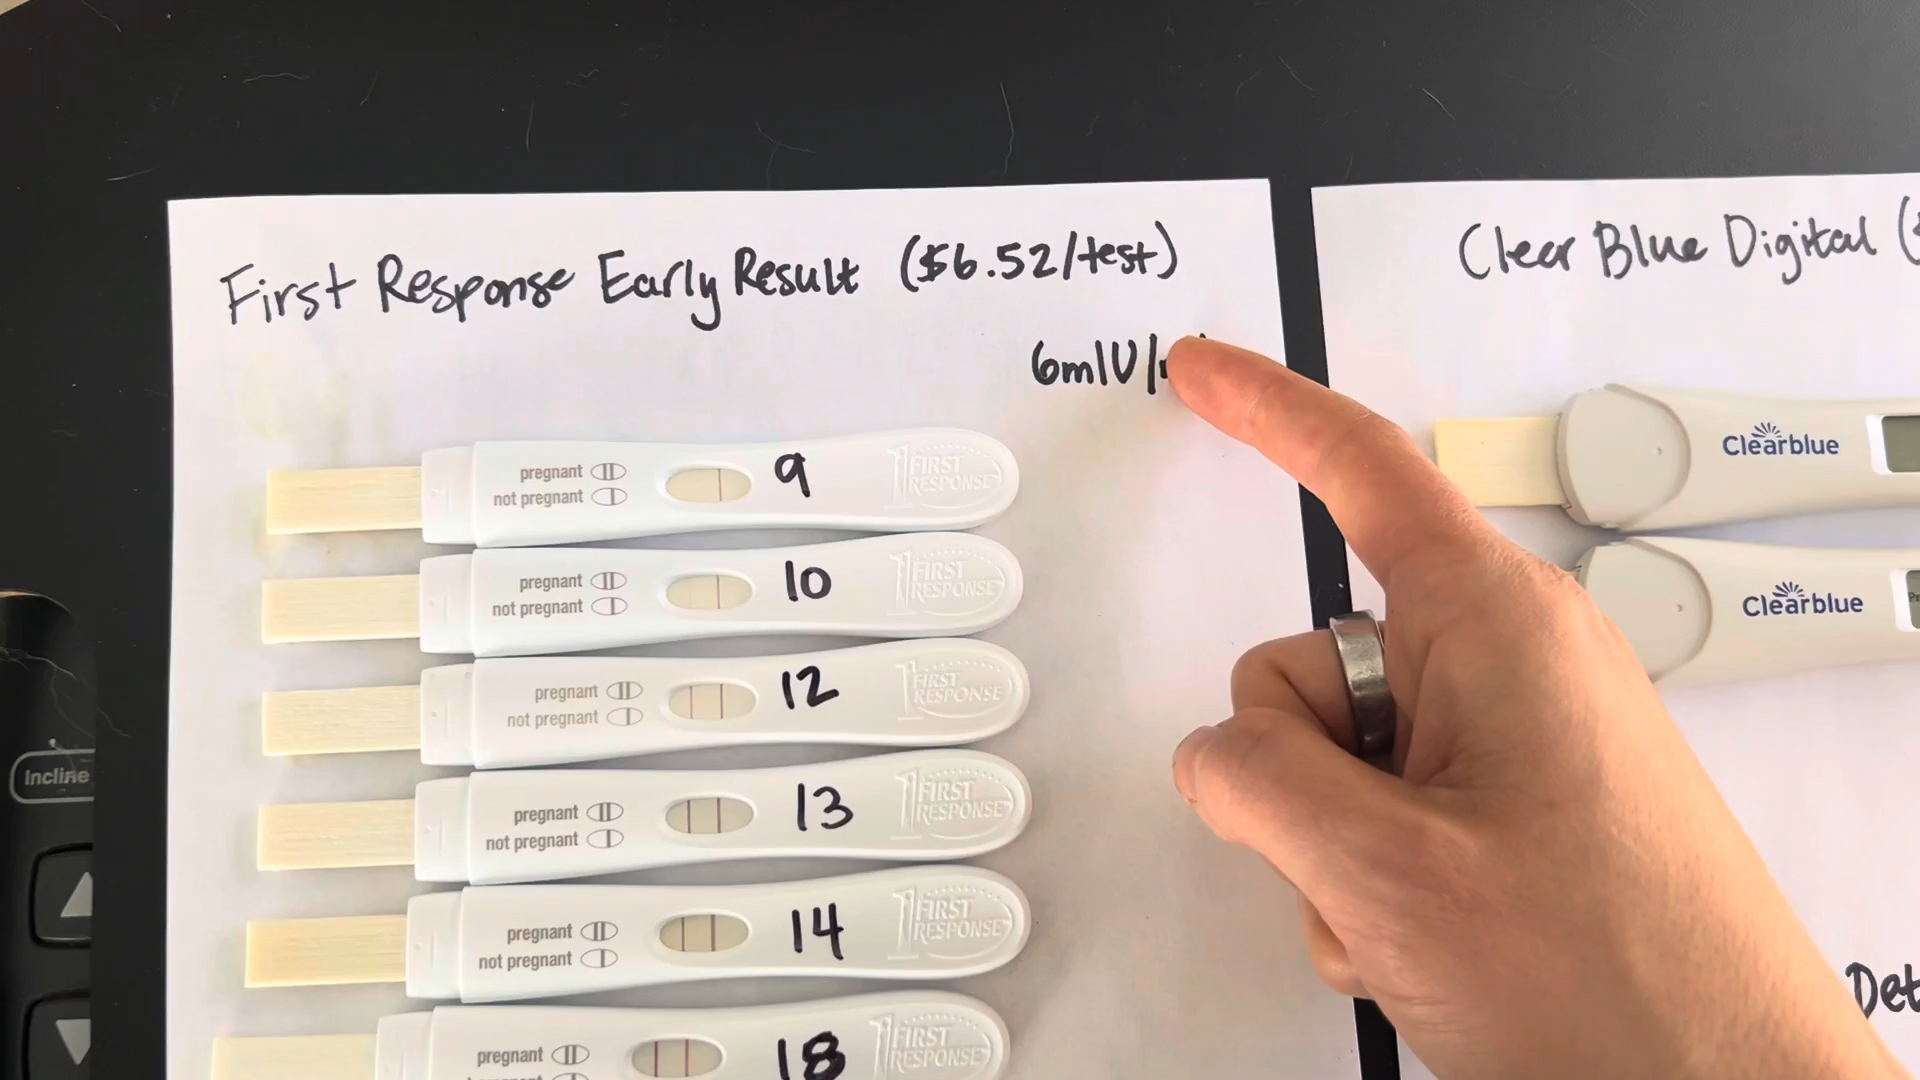 First Response Early Result ($6.52/test)
6mIU/
Clear Blue Digital (
pregnant
not pregnant
9
FIRST
RESPONSE
pregnant
not pregnant
10
FIRST
RESPONSE
pregnant
not pregnant
12
FIRST
RESPONSE
pregnant
not pregnant
13
FIRST
RESPONSE
pregnant
not pregnant
14
FIRST
RESPONSE
pregnant
18
FIRST
RESPONSE
Clearblue
Clearblue
Incline